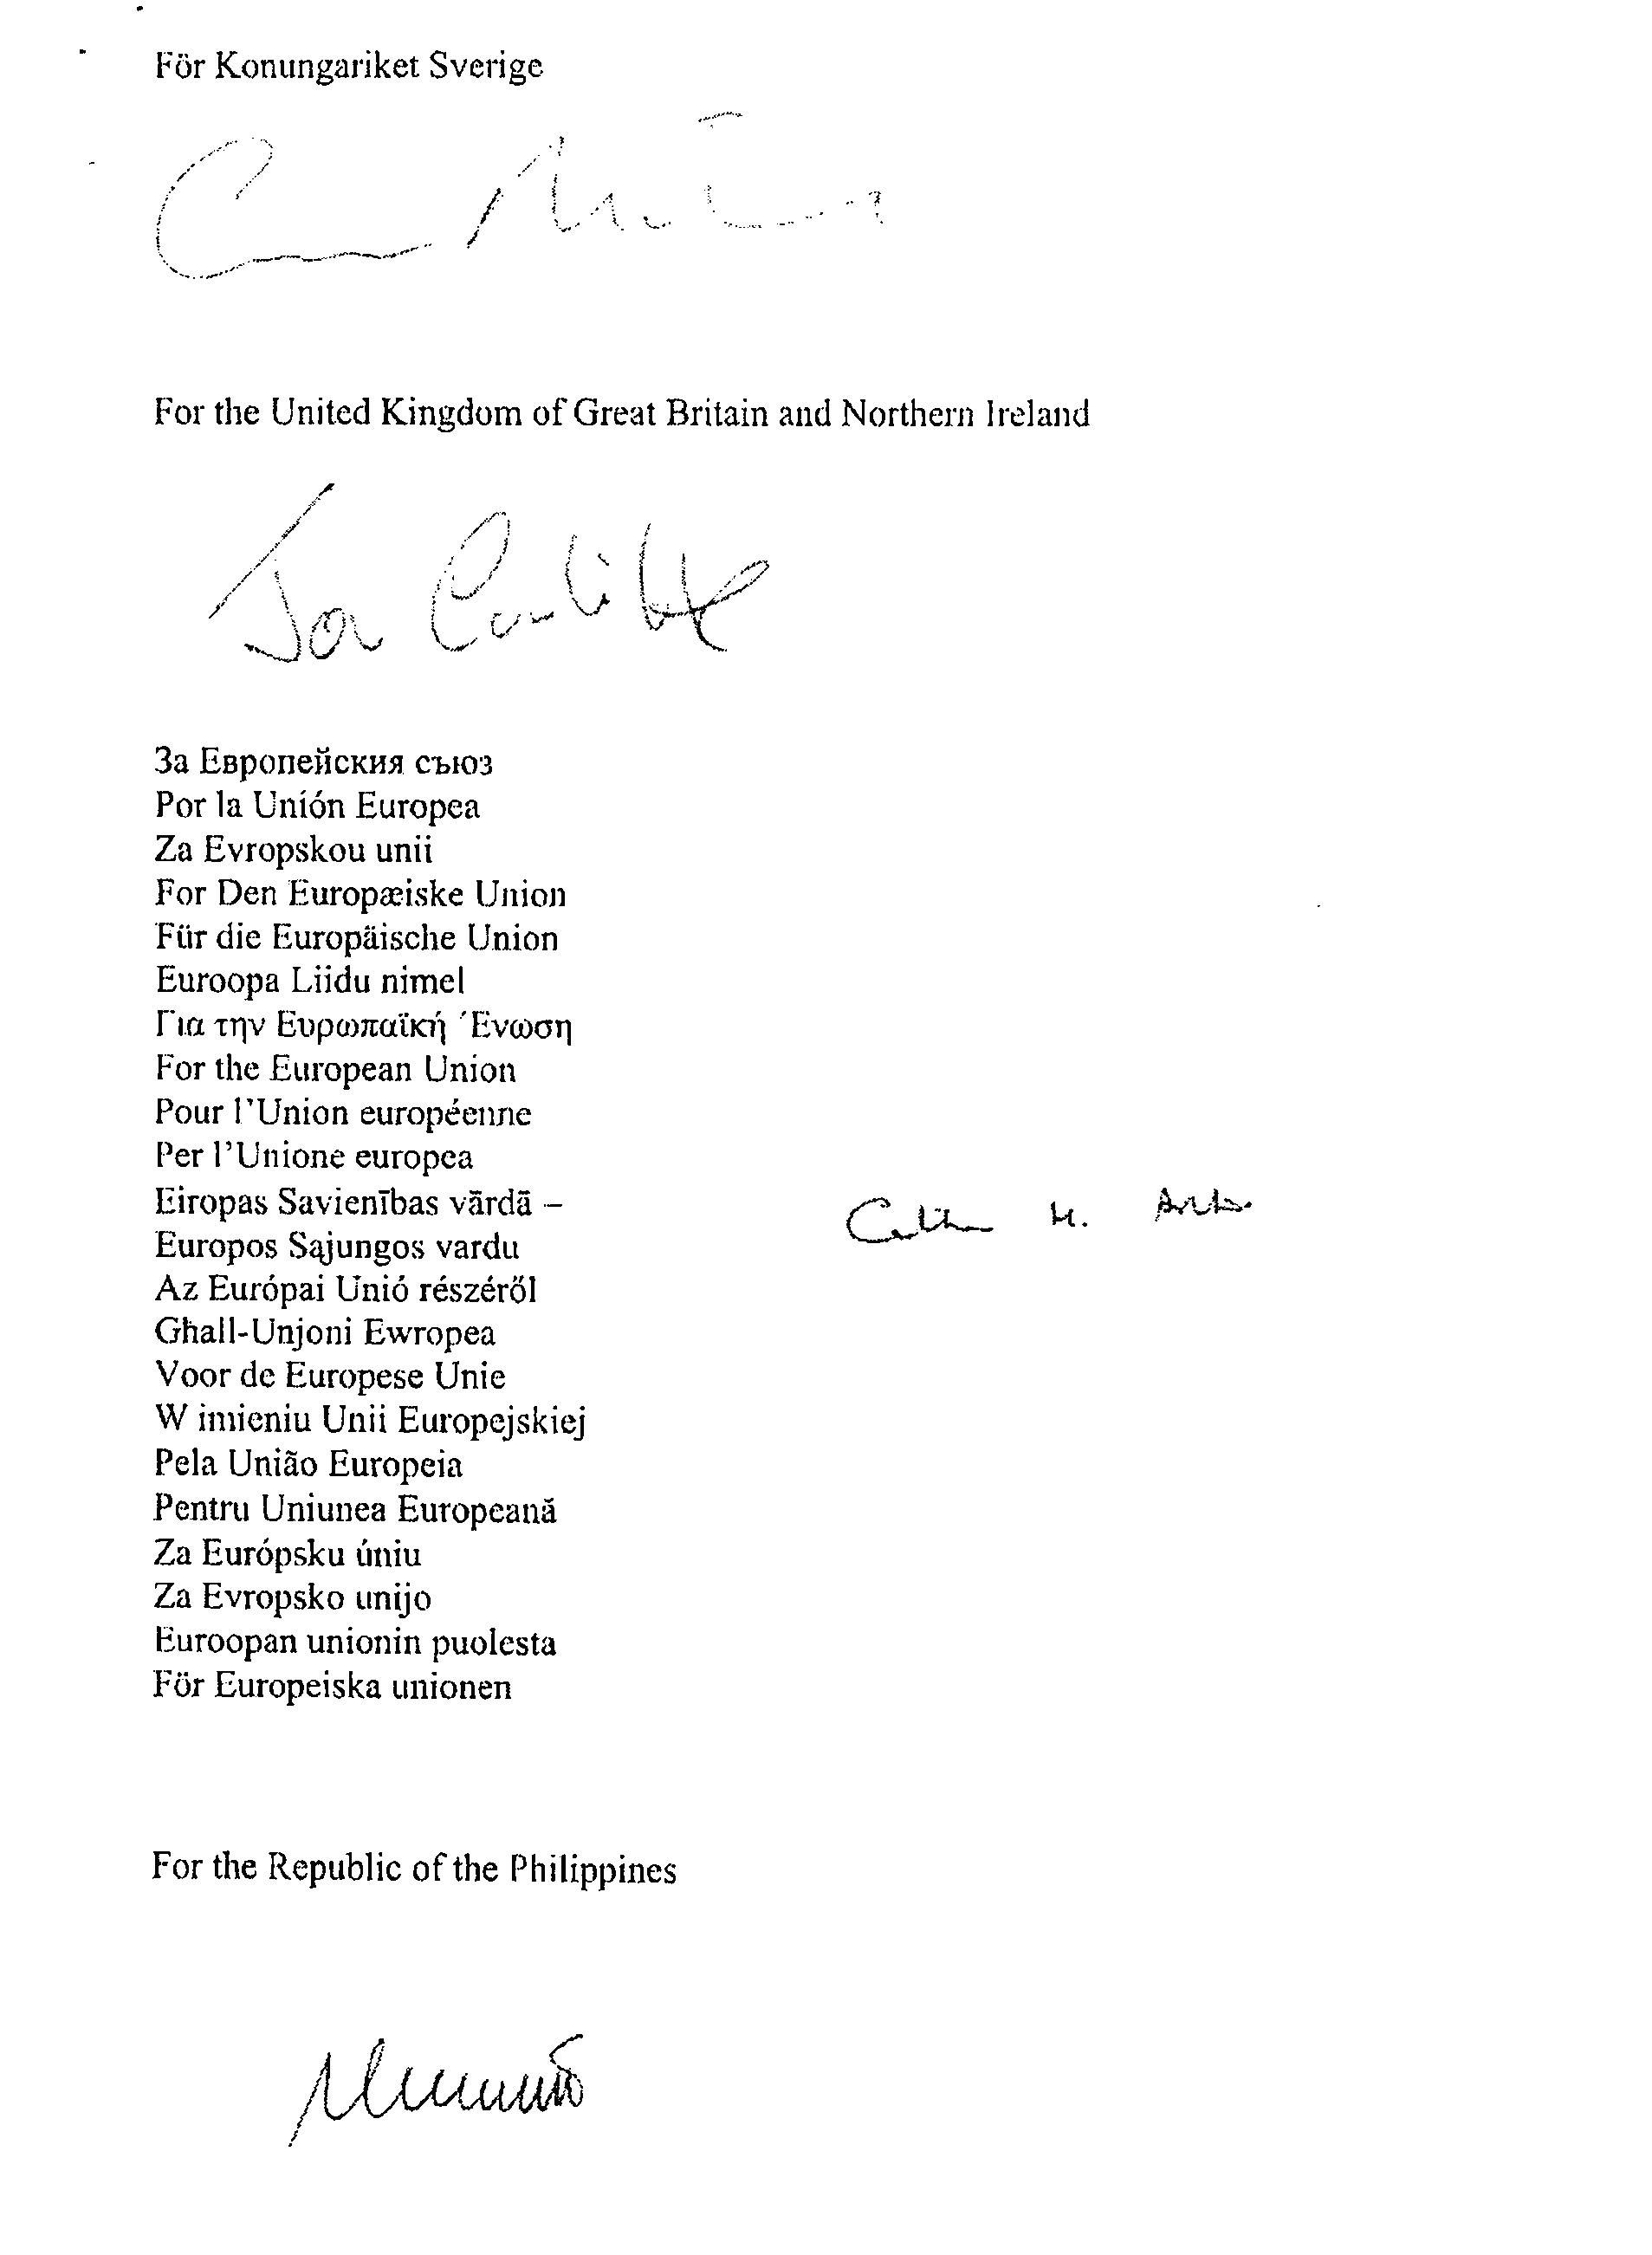 För Konungariket Sverige
For the United Kingdom of Great Britain and Northern Ireland
За Европейския съюз
Por la Unión Europea
Za Evropskou unii
For Den Europæiske Union
Für die Europäische Union
Euroopa Liidu nimel
Για την Ευρωπαϊκή Ένωση
For the European Union
Pour l'Union européenne
Per l'Unione europea
Eiropas Savienības vārdā –
Europos Sąjungos vardu
Az Európai Unió részéről
Għall-Unjoni Ewropea
Voor de Europese Unie
W imieniu Unii Europejskiej
Pela União Europeia
Pentru Uniunea Europeană
Za Európsku úniu
Za Evropsko unijo
Euroopan unionin puolesta
För Europeiska unionen
For the Republic of the Philippines